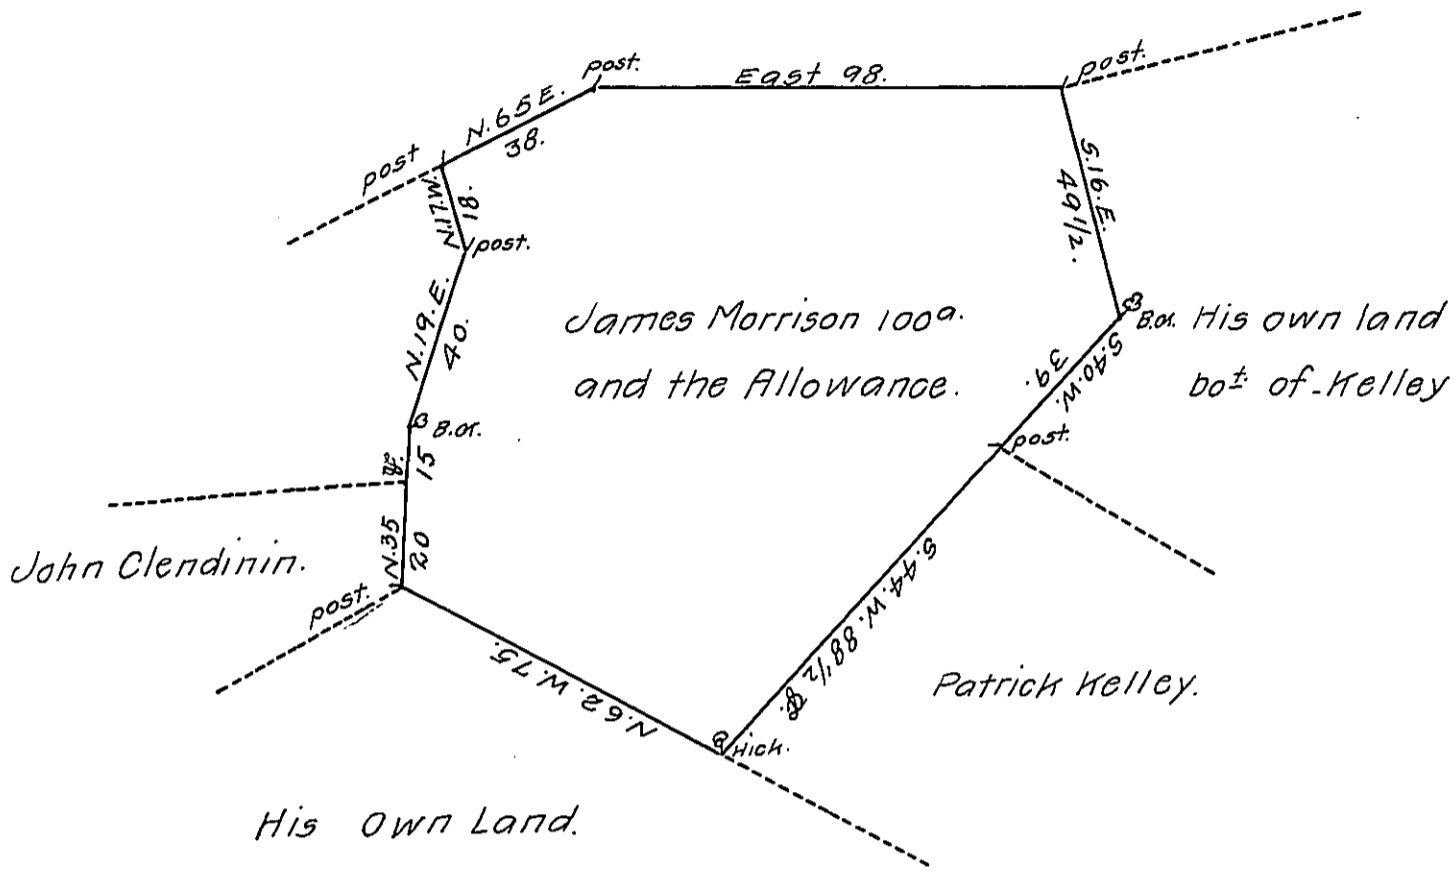 post.
East 98.
post.
N.65E.
38.
post
N.17.W.
18.
post.
S.16.E.
49 1/2.
N.19.E.
40.
James Morrison 100a.
and the Allowance.
B.o.
His own land
bot. of Kelley
S.40.W.
39.
B.o.
15
post.
John Clendinin.
N.35
20
post.
S.44.W. 88 1/2
N.62.W.75.
Patrick Kelley.
Hick.
His Own Land.